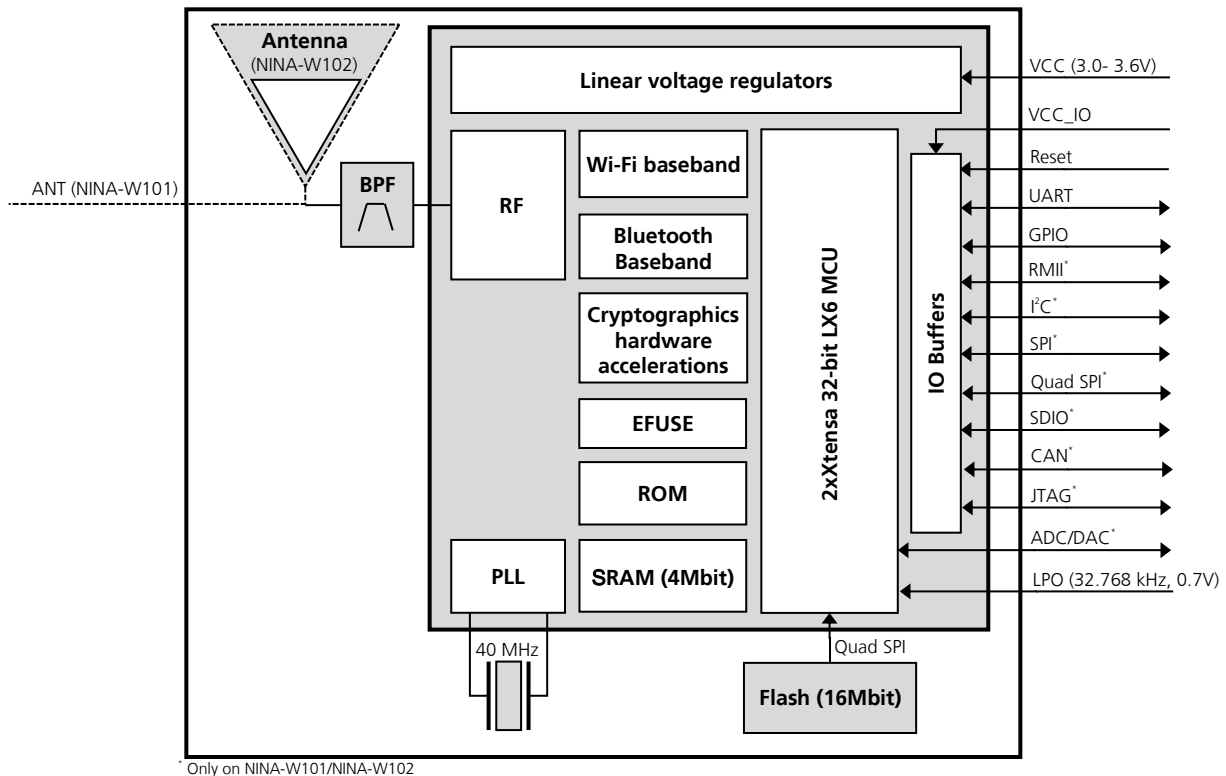 Antenna
(NINA-W102)
Linear voltage regulators
VCC (3.0- 3.6V)
VCC_IO
ANT (NINA-W101)
BPF
RF
Wi-Fi baseband
Bluetooth
Baseband
Cryptographics
hardware
accelerations
EFUSE
ROM
SRAM (4Mbit)
PLL
2xXtensa 32-bit LX6 MCU
IO Buffers
Reset
UART
GPIO
RMII*
I²C*
SPI*
Quad SPI*
SDIO*
CAN*
JTAG*
ADC/DAC*
LPO (32.768 kHz, 0.7V)
40 MHz
Quad SPI
Flash (16Mbit)
* Only on NINA-W101/NINA-W102